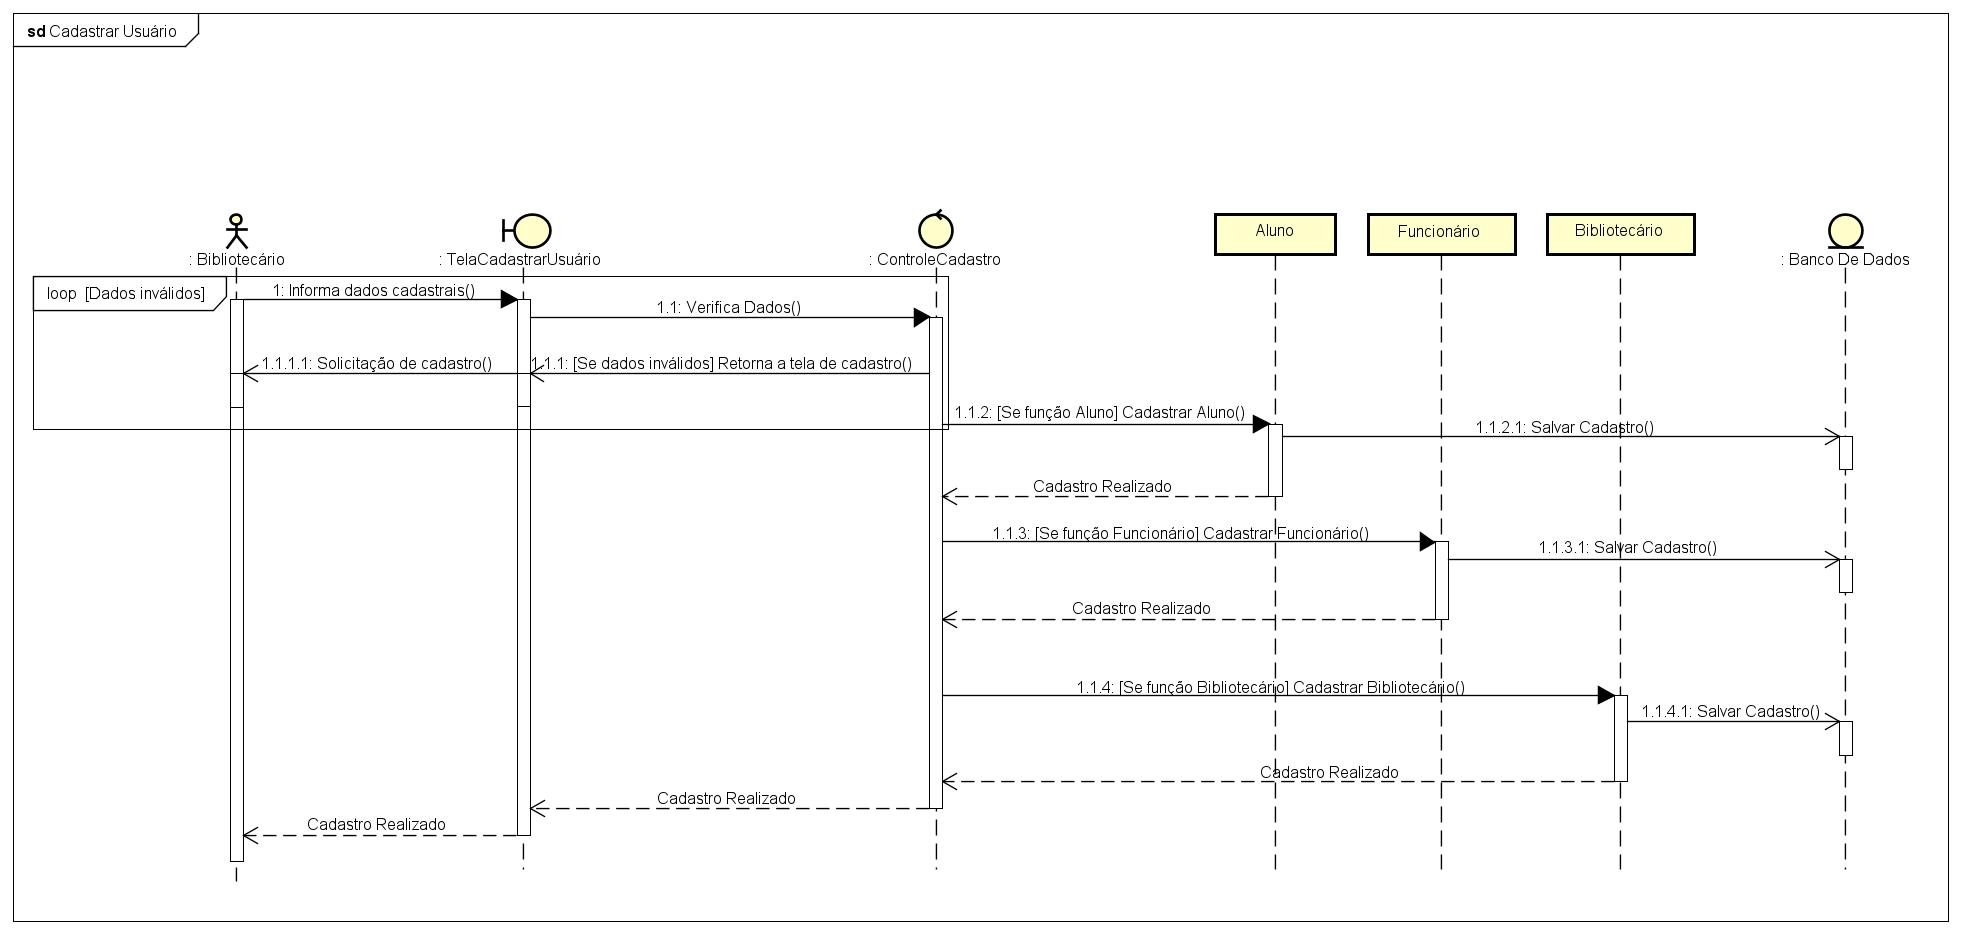 sd Cadastrar Usuário
: Bibliotecário
: TelaCadastrarUsuário
: ControleCadastro
Aluno
Funcionário
Bibliotecário
: Banco De Dados
loop [Dados inválidos]
1: Informa dados cadastrais()
1.1: Verifica Dados()
1.1.1.1: Solicitação de cadastro()
1.1.1: [Se dados inválidos] Retorna a tela de cadastro()
1.1.2: [Se função Aluno] Cadastrar Aluno()
1.1.2.1: Salvar Cadastro()
Cadastro Realizado
1.1.3: [Se função Funcionário] Cadastrar Funcionário()
1.1.3.1: Salvar Cadastro()
Cadastro Realizado
1.1.4: [Se função Bibliotecário] Cadastrar Bibliotecário()
1.1.4.1: Salvar Cadastro()
Cadastro Realizado
Cadastro Realizado
Cadastro Realizado